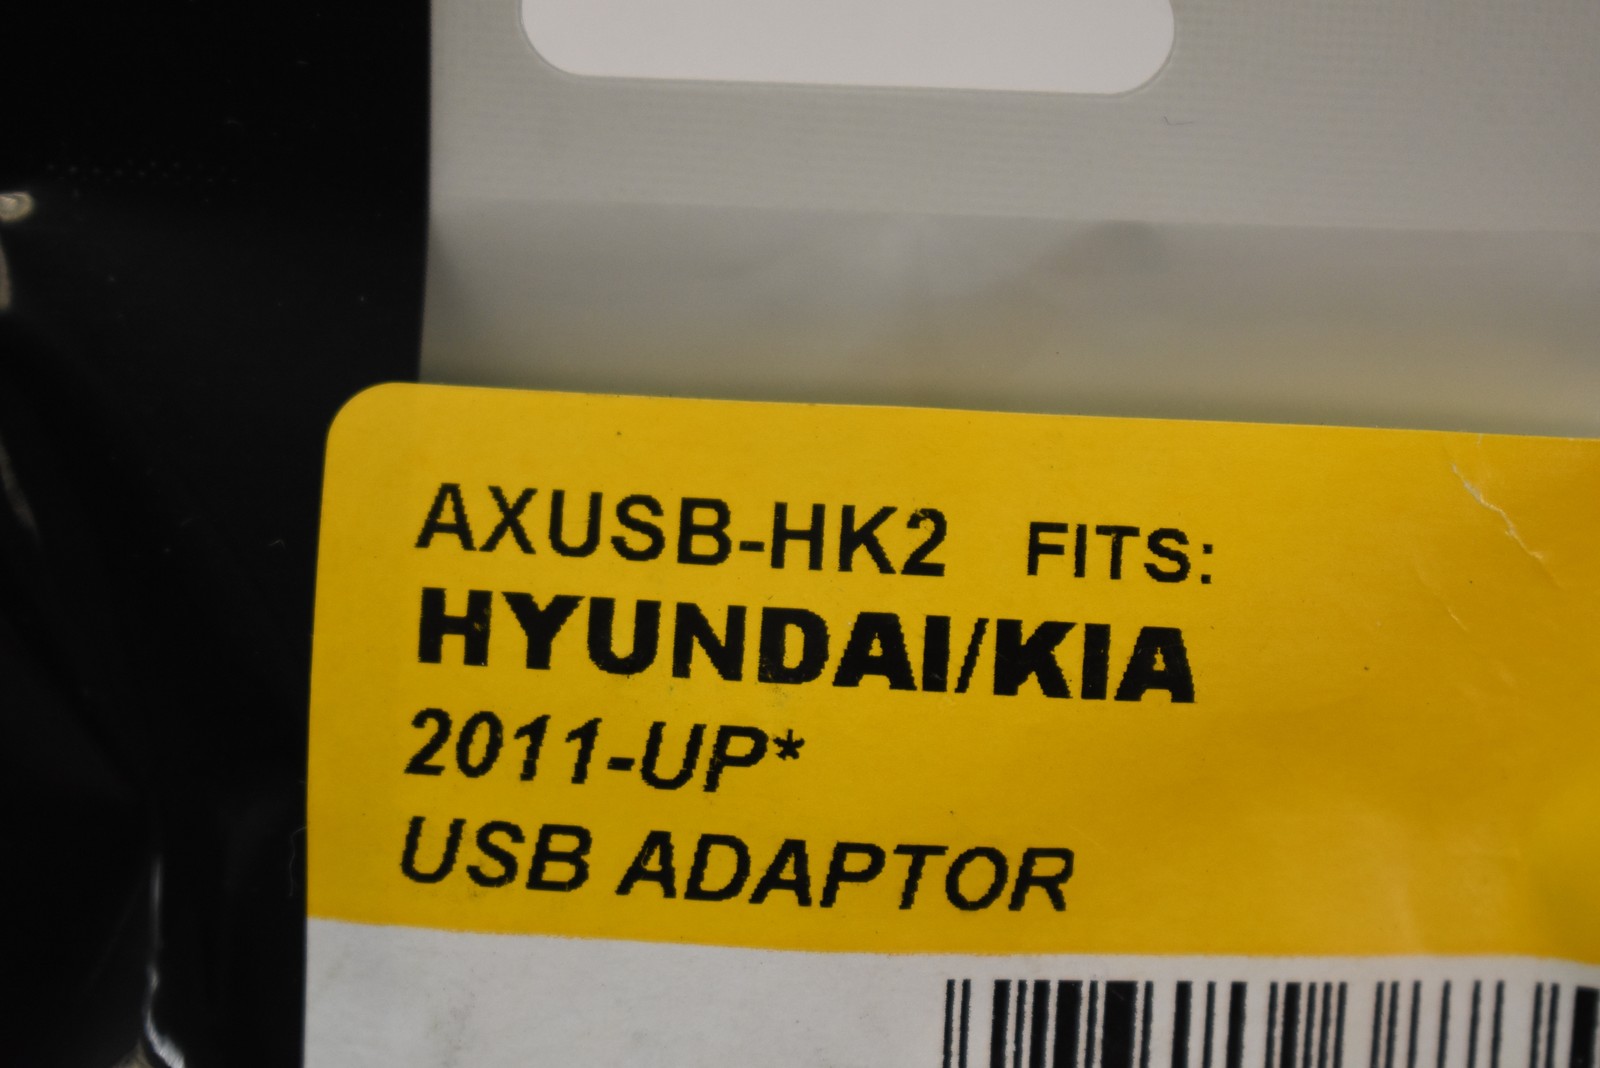 AXUSB-HK2 FITS:
HYUNDAI/KIA
2011-UP*
USB ADAPTOR